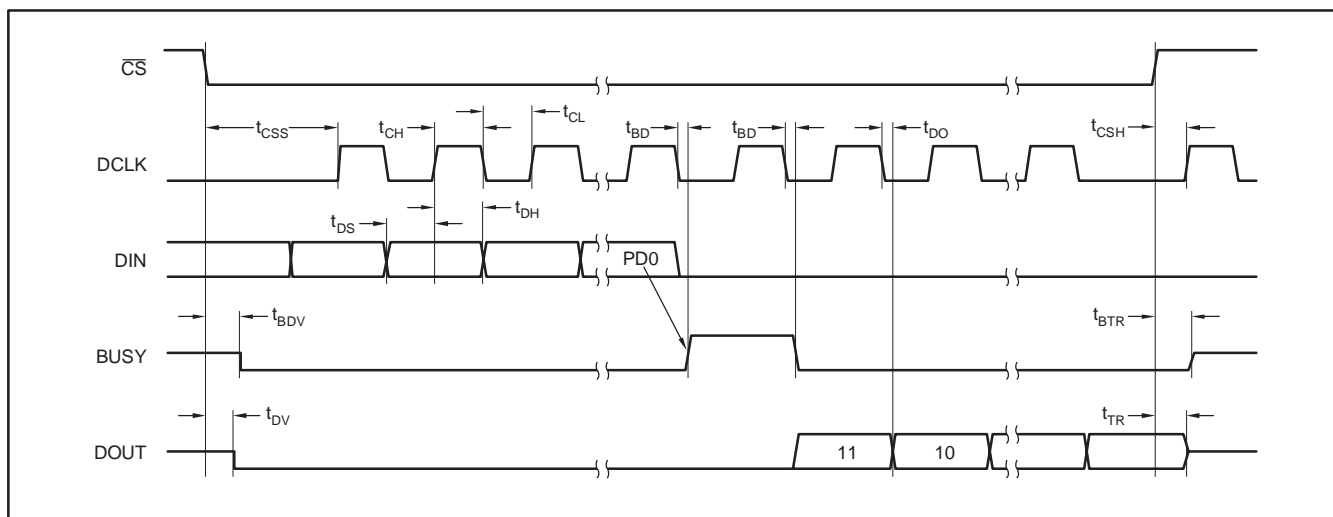 CS
tCSS tCH tCL tBD tBD tDO tCSH
DCLK
tDS tDH
DIN
PD0
tBDV tBTR
BUSY
tDV tTR
DOUT 11 10